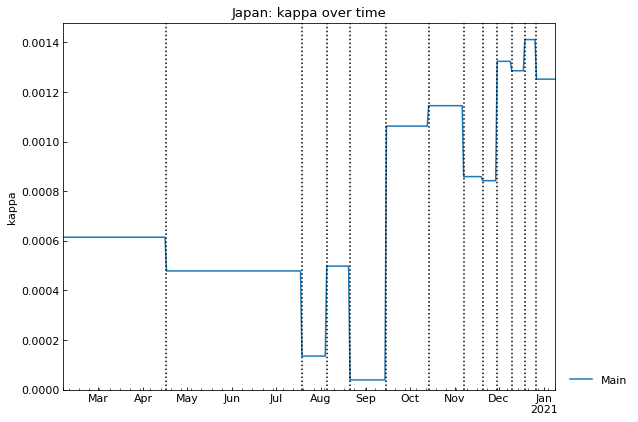 Japan: kappa over time
kappa
0.0014
0.0012
0.0010
0.0008
0.0006
0.0004
0.0002
0.0000
Mar Apr May Jun Jul Aug Sep Oct Nov Dec Jan
2021
Main